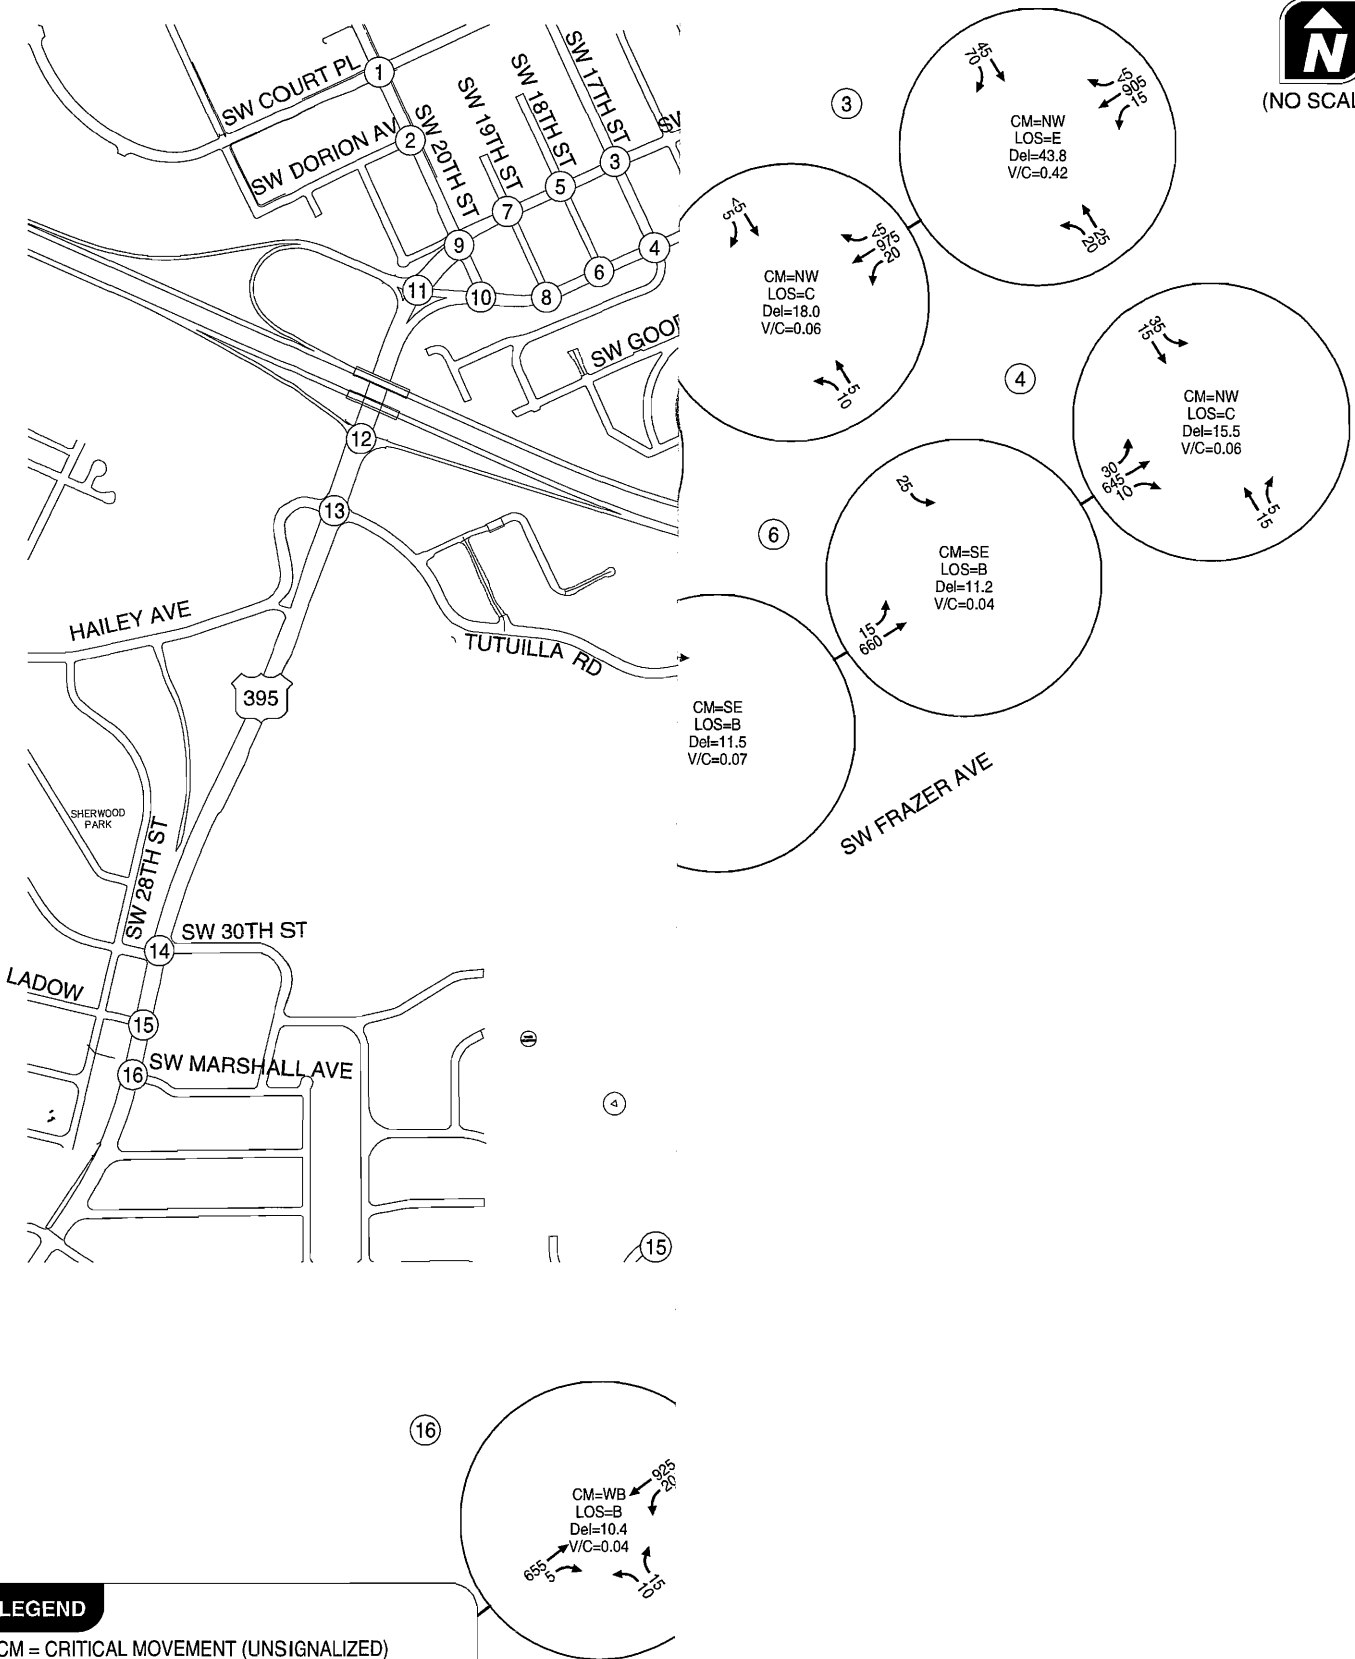 N
(NO SCAL
SW COURT PL
SW DORION AV
SW 20TH ST
SW 19TH ST
SW 18TH ST
SW 17TH ST
SW
1
2
3
4
5
6
7
8
9
10
11
12
13
SW GOO
HAILEY AVE
TUTUILLA RD
395
SHERWOOD
PARK
SW 28TH ST
SW 30TH ST
14
LADOW
15
SW MARSHALL AVE
16
15
3
45
70
<5
905
15
CM=NW
LOS=E
Del=43.8
V/C=0.42
25
20
<5
5
<5
975
20
CM=NW
LOS=C
Del=18.0
V/C=0.06
5
10
4
35
15
CM=NW
LOS=C
Del=15.5
V/C=0.06
30
645
10
5
15
6
25
CM=SE
LOS=B
Del=11.2
V/C=0.04
15
660
CM=SE
LOS=B
Del=11.5
V/C=0.07
SW FRAZER AVE
16
925
20
CM=WB
LOS=B
Del=10.4
V/C=0.04
655
5
15
10
LEGEND
CM = CRITICAL MOVEMENT (UNSIGNALIZED)